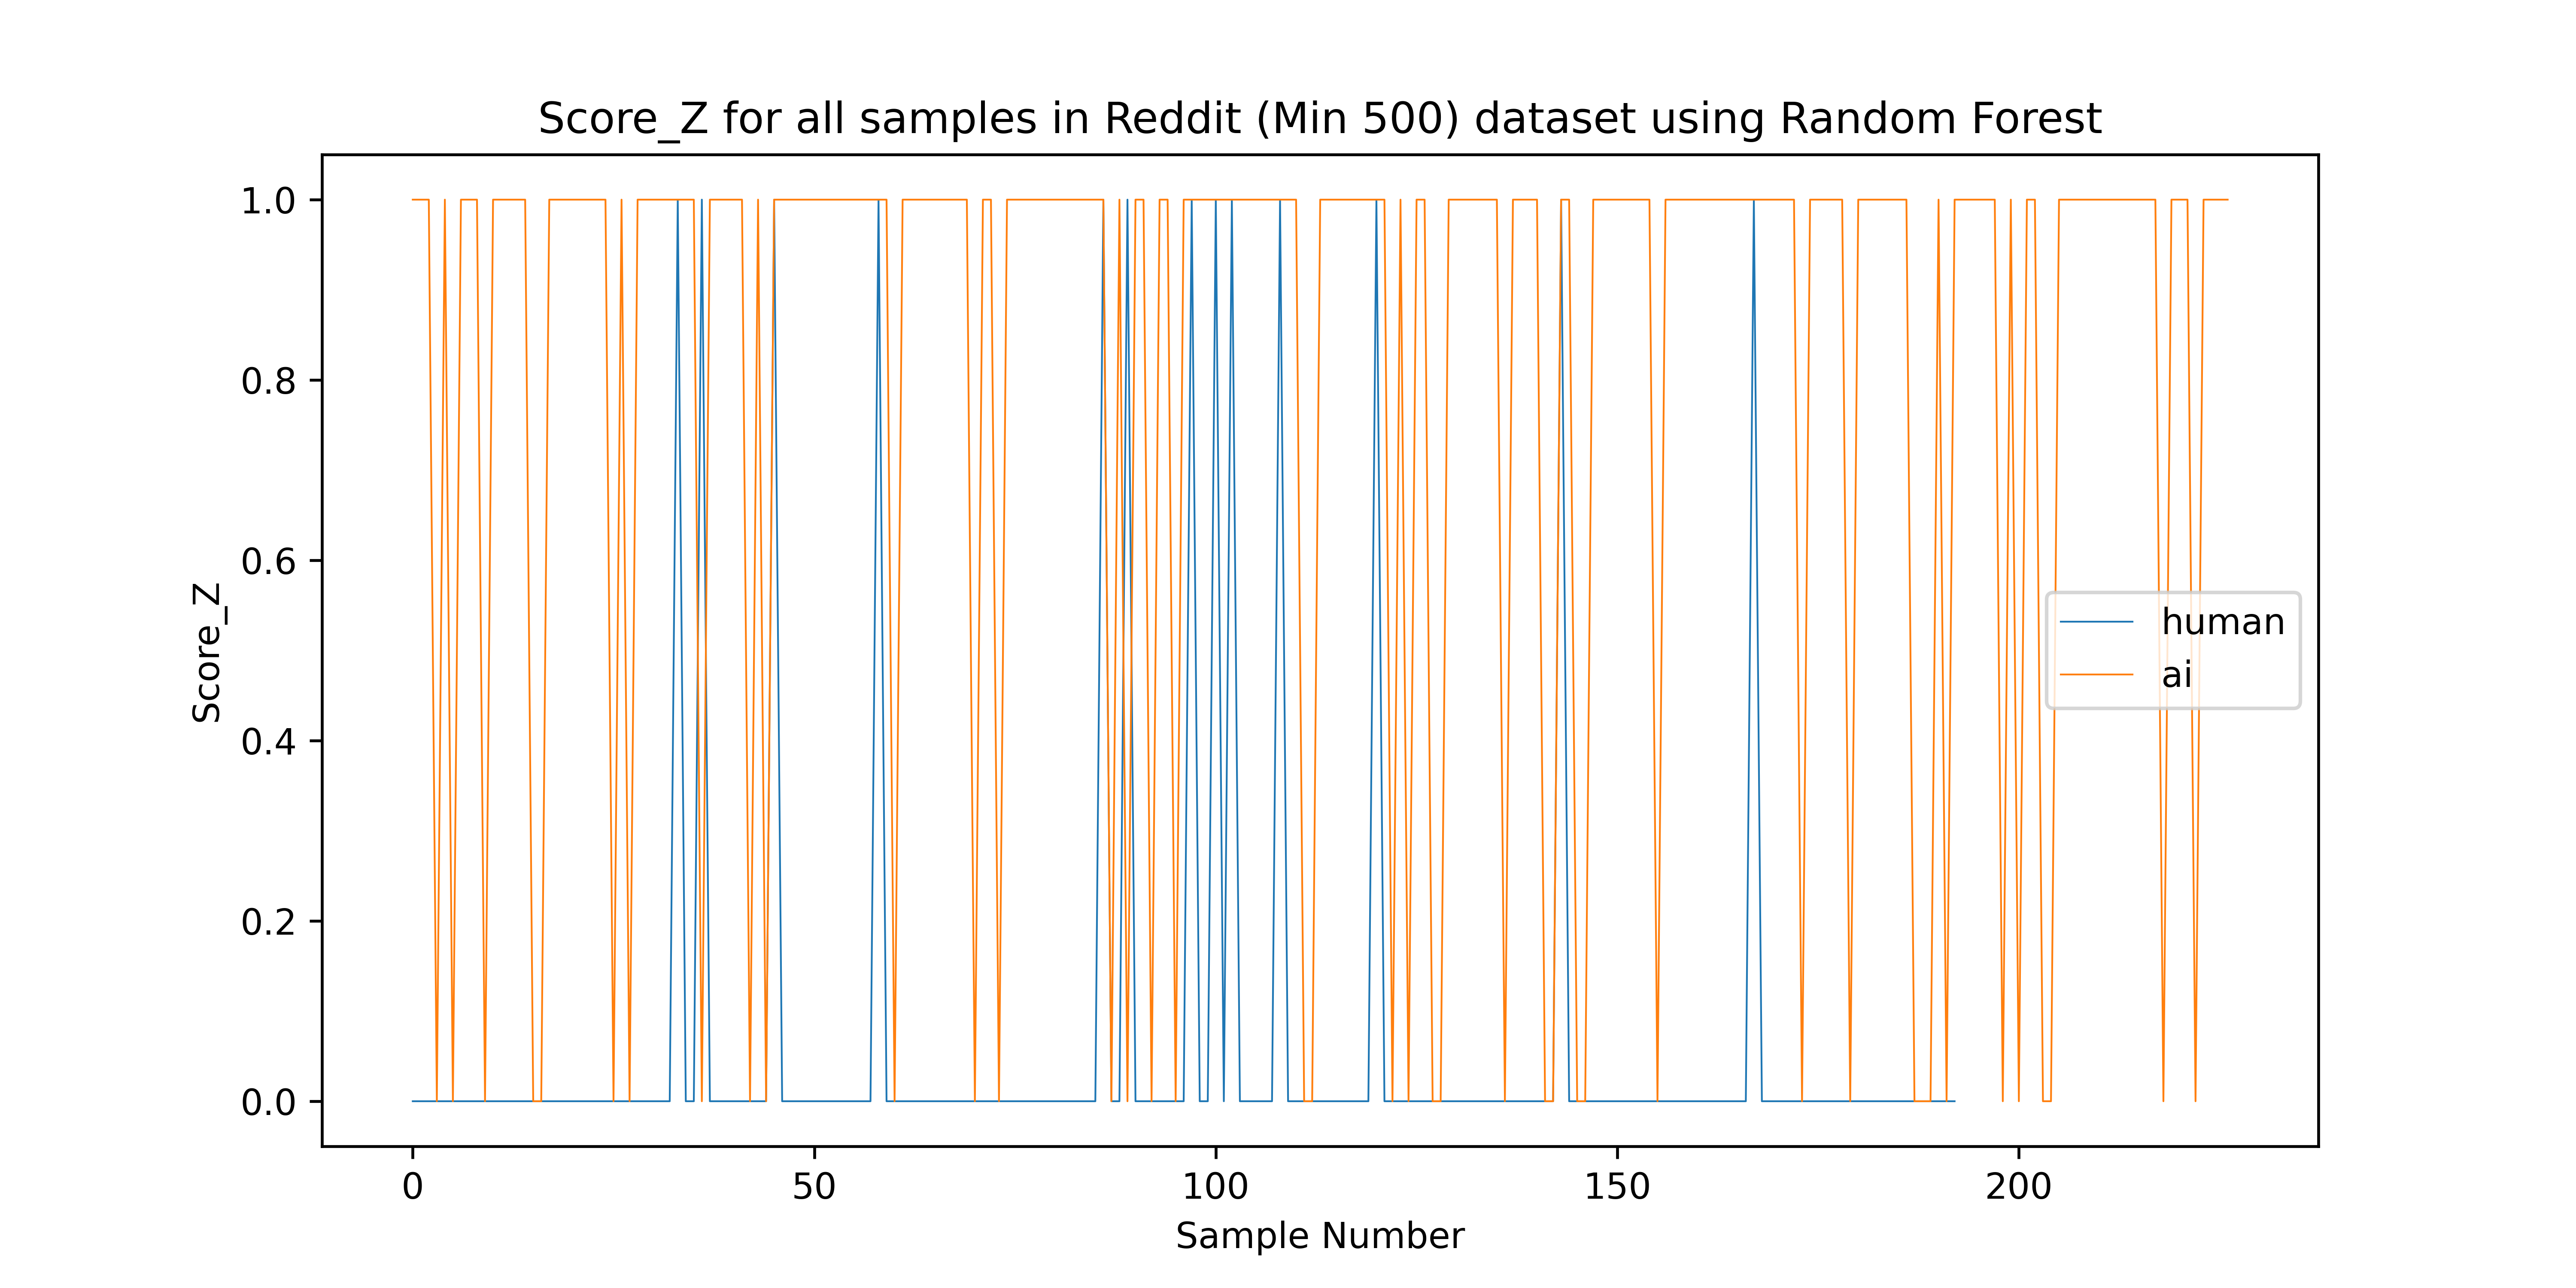 Score_Z for all samples in Reddit (Min 500) dataset using Random Forest
1.0
0.8
0.6
0.4
0.2
0.0
Score_Z
human
ai
0 50 100 150 200
Sample Number